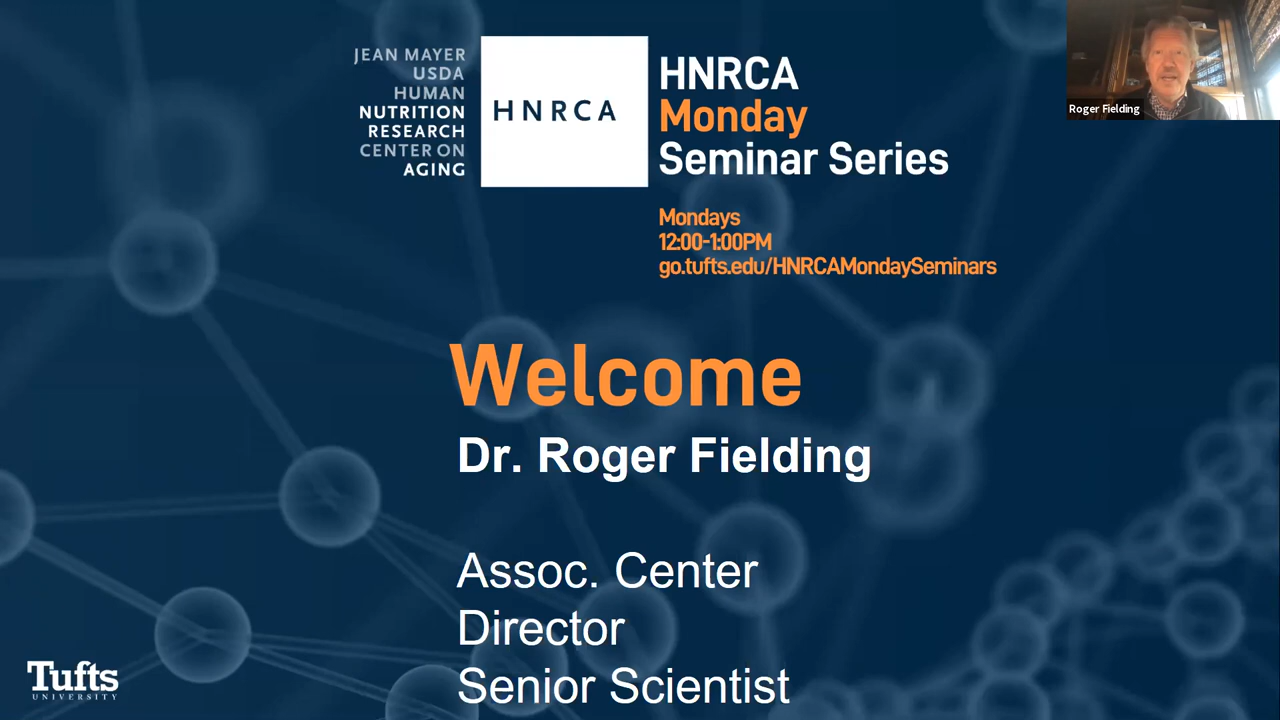 JEAN MAYER
USDA
HUMAN
NUTRITION
RESEARCH
CENTER ON
AGING
HNRCA
HNRCA
Monday
Seminar Series
Mondays
12:00-1:00PM
go.tufts.edu/HNRCAMondaySeminars
Roger Fielding
Welcome
Dr. Roger Fielding
Assoc. Center
Director
Senior Scientist
Tufts
UNIVERSITY